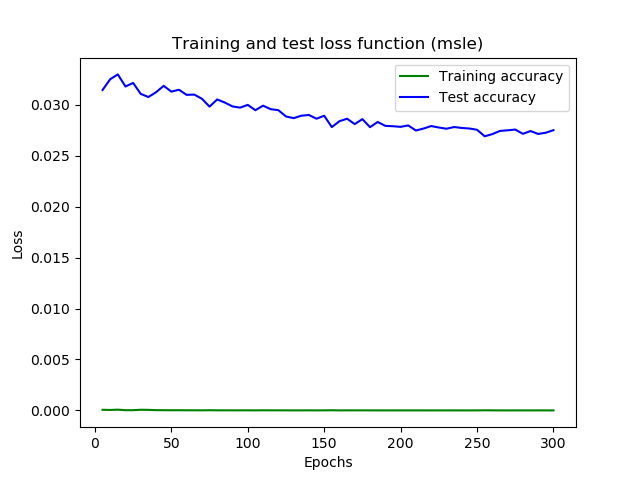 Training and test loss function (msle)
Training accuracy
Test accuracy
0.030
0.025
0.020
0.015
0.010
0.005
0.000
Loss
0 50 100 150 200 250 300
Epochs